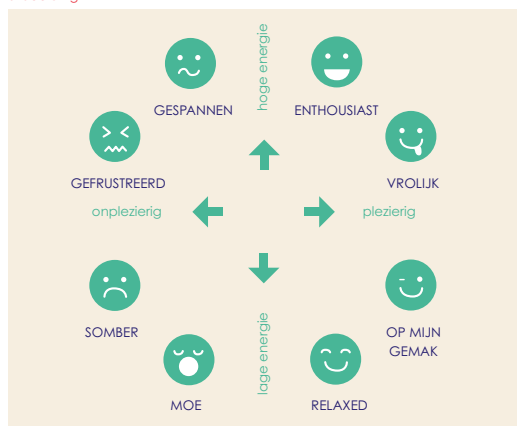 hoge energie
GESPANNEN
ENTHOUSIAST
GEFRUSTREERD
VROLIJK
onplezierig
plezierig
SOMBER
OP MIJN
GEMAK
lage energie
MOE
RELAXED